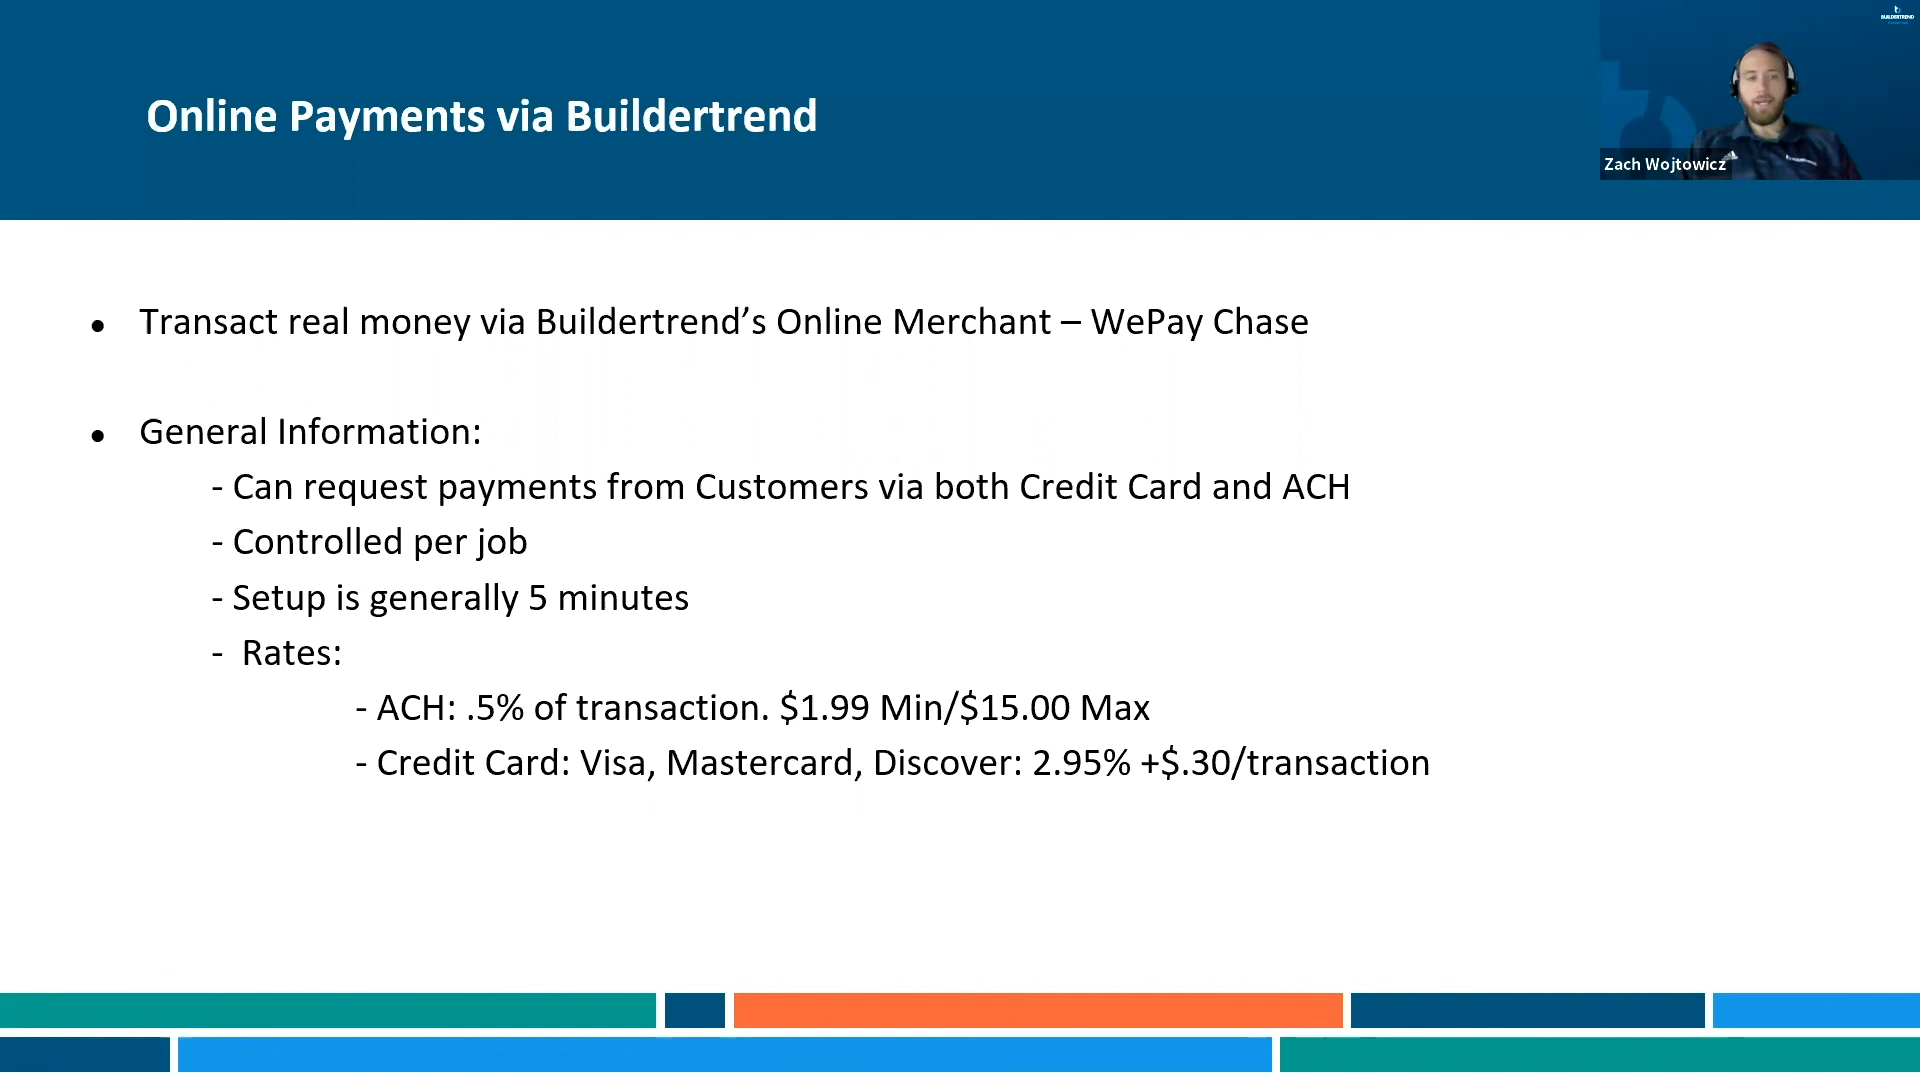 BUILDERTREND
Online Payments via Buildertrend
Zach Wojtowicz
● Transact real money via Buildertrend’s Online Merchant – WePay Chase
● General Information:
- Can request payments from Customers via both Credit Card and ACH
- Controlled per job
- Setup is generally 5 minutes
- Rates:
- ACH: .5% of transaction. $1.99 Min/$15.00 Max
- Credit Card: Visa, Mastercard, Discover: 2.95% +$.30/transaction